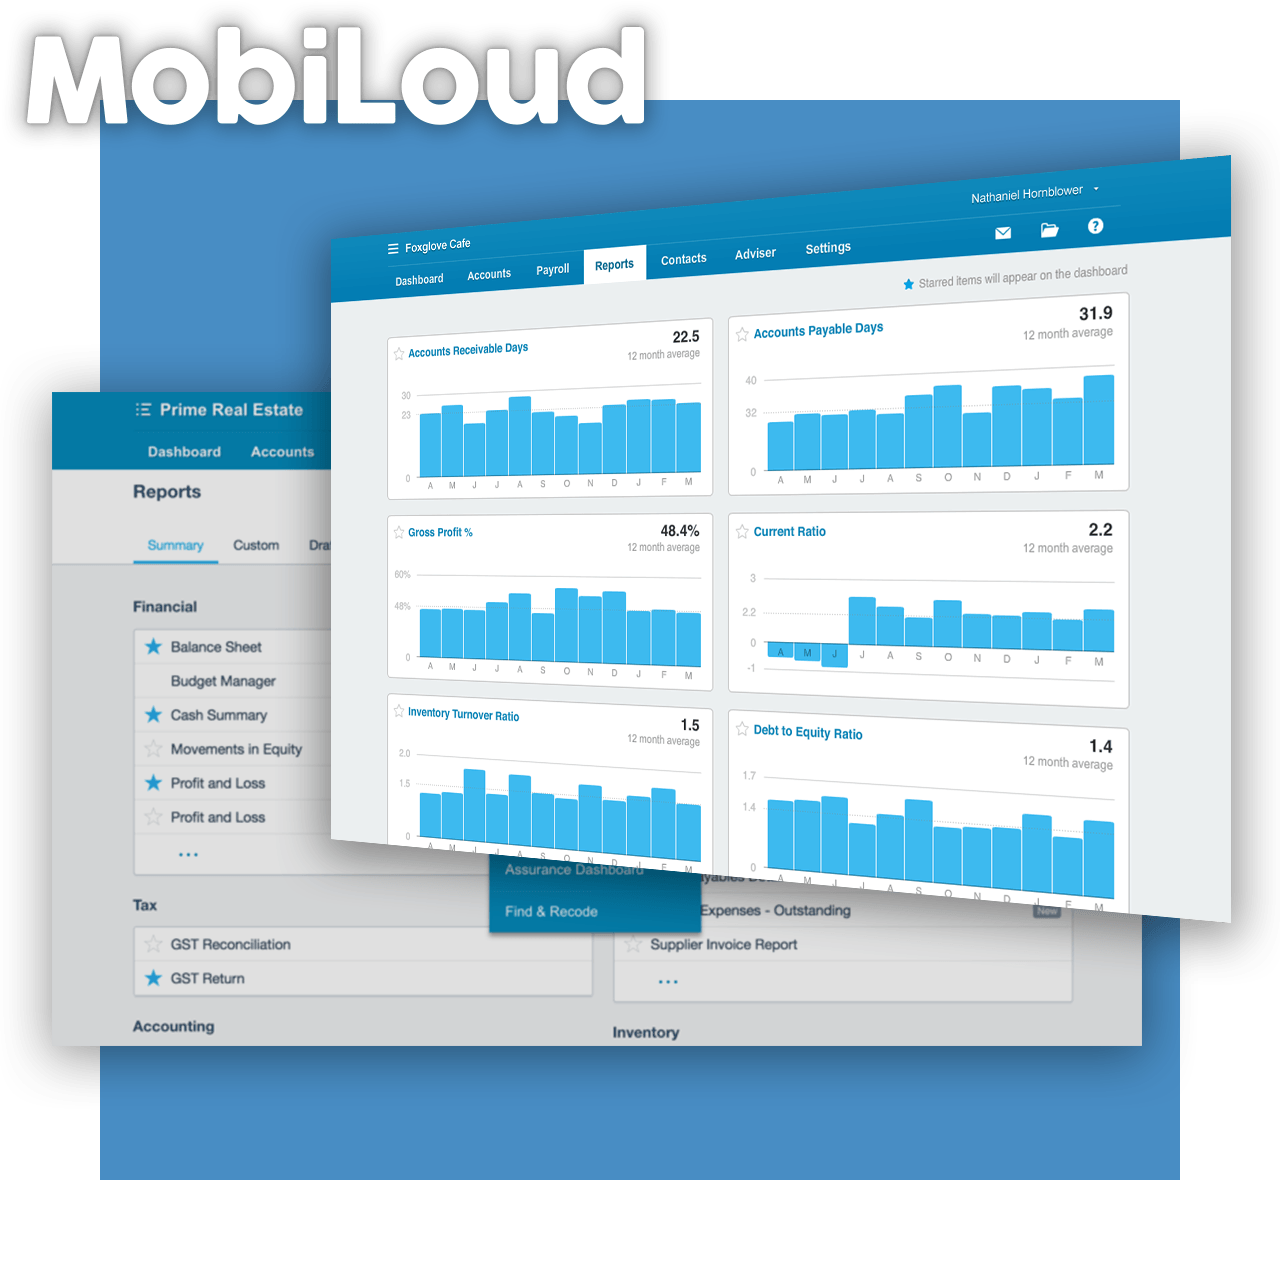 MobiLoud
Nathaniel Hornblower
Foxglove Cafe
Dashboard Accounts Payroll Reports Contacts Adviser Settings
Starred items will appear on the dashboard
Accounts Receivable Days 22.5
12 month average
30
23
0
A M J J A S O N D J F M
Accounts Payable Days 31.9
12 month average
40
32
0
A M J J A S O N D J F M
Gross Profit % 48.4%
12 month average
60%
48%
0
A M J J A S O N D J F M
Current Ratio 2.2
12 month average
3
2.2
0
-1
A M J J A S O N D J F M
Inventory Turnover Ratio 1.5
12 month average
2.0
1.5
0
A M J J A S O N D J F M
Debt to Equity Ratio 1.4
12 month average
1.7
1.4
0
A M J J A S O N D J F M
Prime Real Estate
Dashboard Accounts
Reports
Summary Custom
Financial
Balance Sheet
Budget Manager
Cash Summary
Movements in Equity
Profit and Loss
Profit and Loss
...
Tax
GST Reconciliation
GST Return
Accounting
Assurance Dashboard
Find & Recode
Expenses - Outstanding New
Supplier Invoice Report
...
Inventory